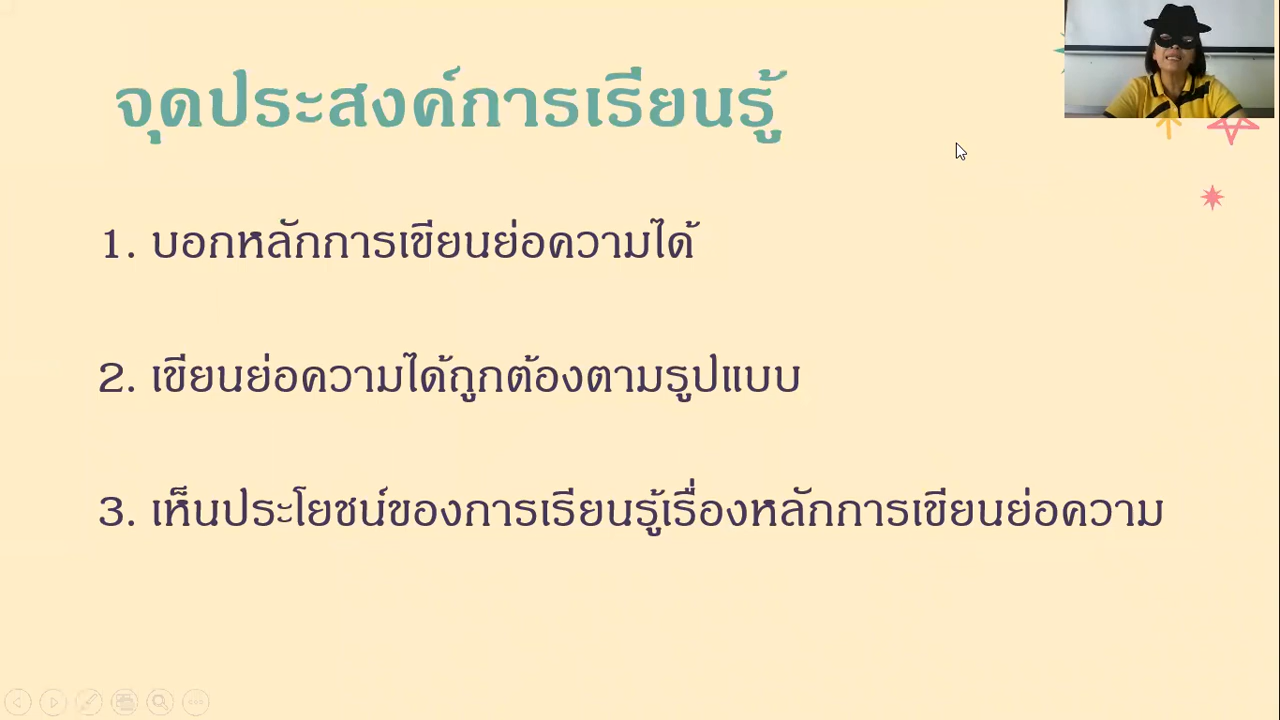 จุดประสงค์การเรียนรู้
1. บอกหลักการเขียนย่อความได้
2. เขียนย่อความได้ถูกต้องตามรูปแบบ
3. เห็นประโยชน์ของการเรียนรู้เรื่องหลักการเขียนย่อความ